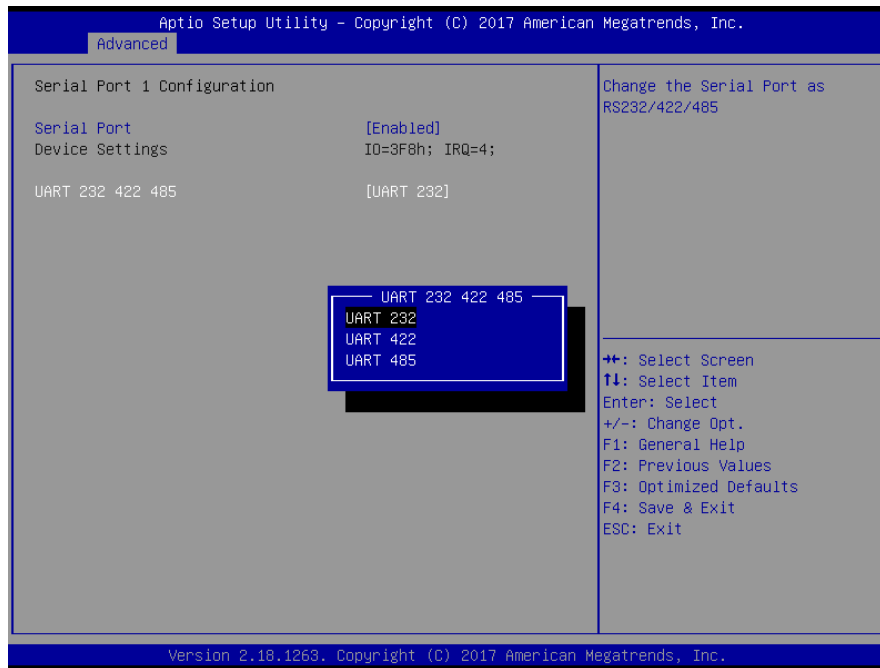 Aptio Setup Utility – Copyright (C) 2017 American Megatrends, Inc.
Advanced
Serial Port 1 Configuration
Serial Port [Enabled]
Device Settings IO=3F8h; IRQ=4;
UART 232 422 485 [UART 232]
UART 232 422 485
UART 232
UART 422
UART 485
Change the Serial Port as
RS232/422/485
→←: Select Screen
↑↓: Select Item
Enter: Select
+/-: Change Opt.
F1: General Help
F2: Previous Values
F3: Optimized Defaults
F4: Save & Exit
ESC: Exit
Version 2.18.1263. Copyright (C) 2017 American Megatrends, Inc.